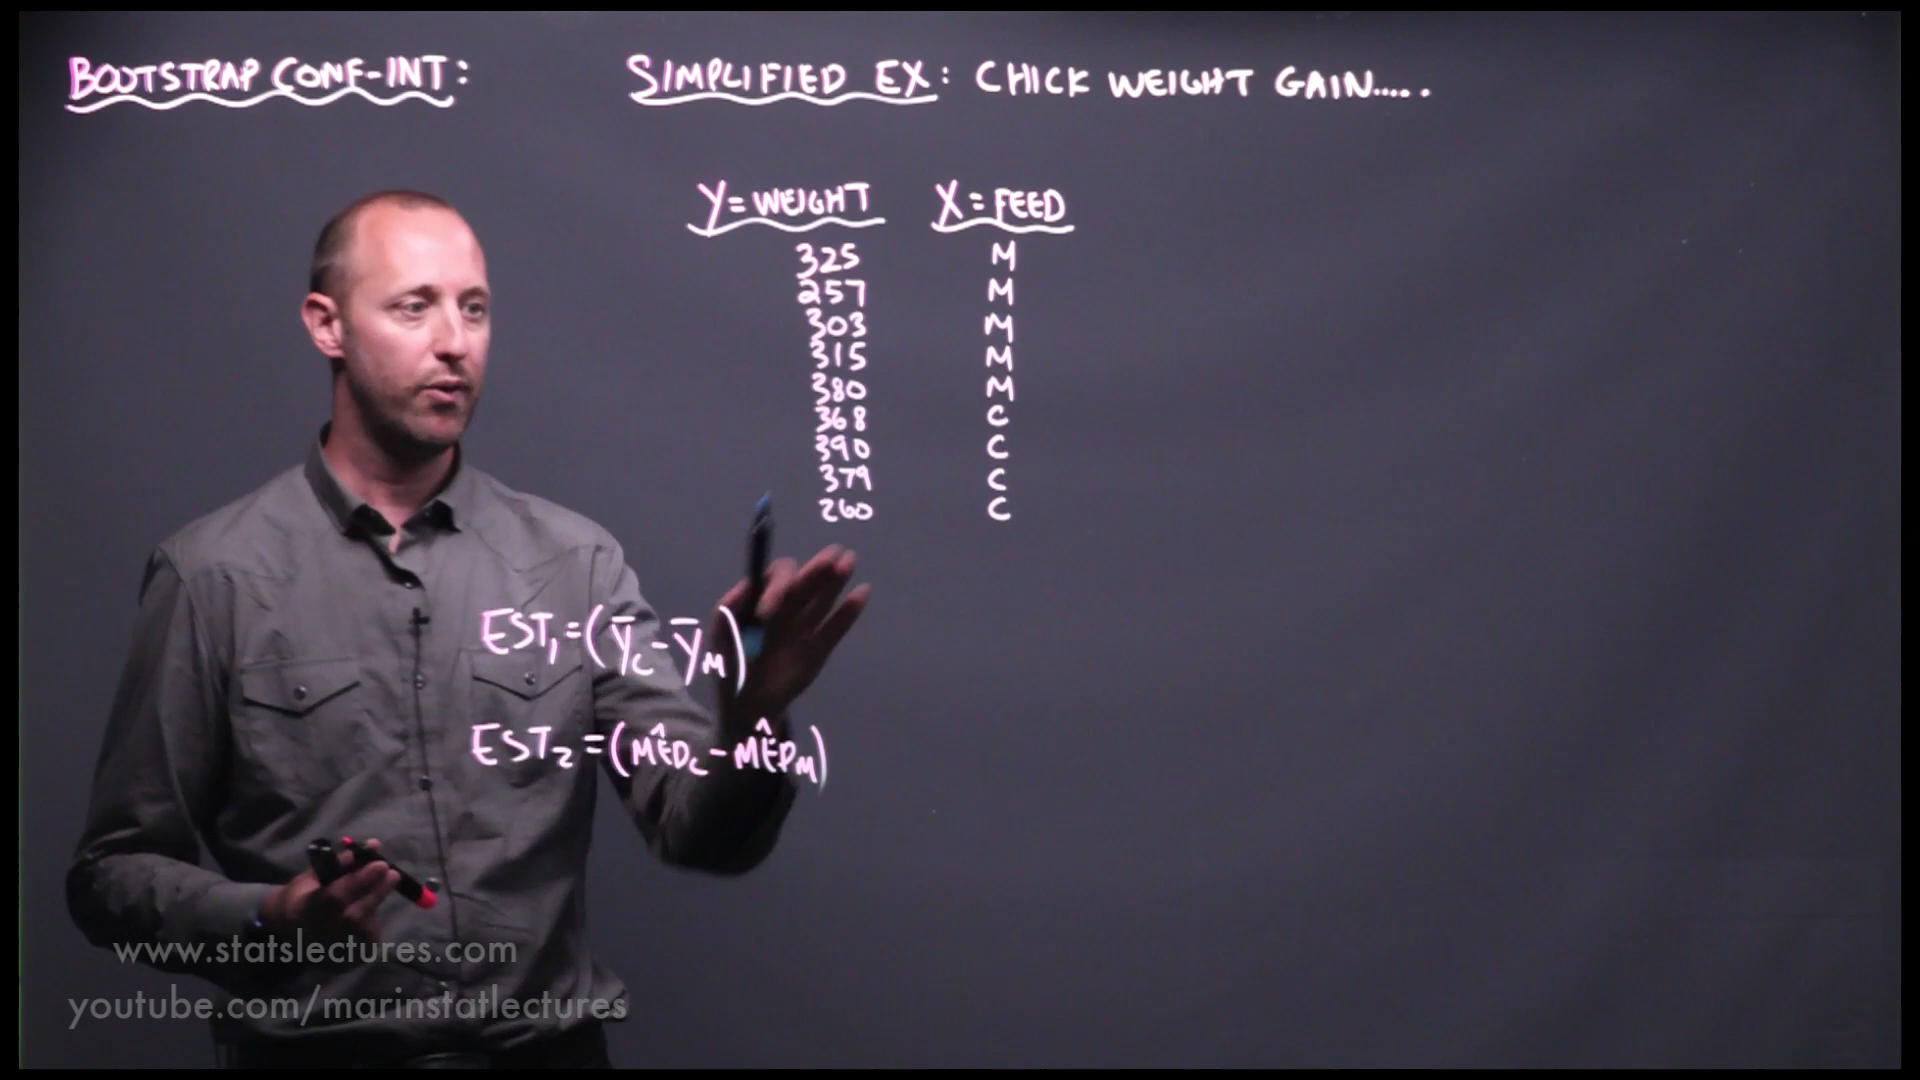 BOOTSTRAP CONF-INT:
SIMPLIFIED EX: CHICK WEIGHT GAIN.....
Y=WEIGHT X=FEED
325 M
257 M
303 M
315 M
380 M
368 C
390 C
379 C
260 C
EST₁=(Ȳc-ȲM)
EST₂=(MÊDc-MÊDM)
www.statslectures.com
youtube.com/marinstatlectures